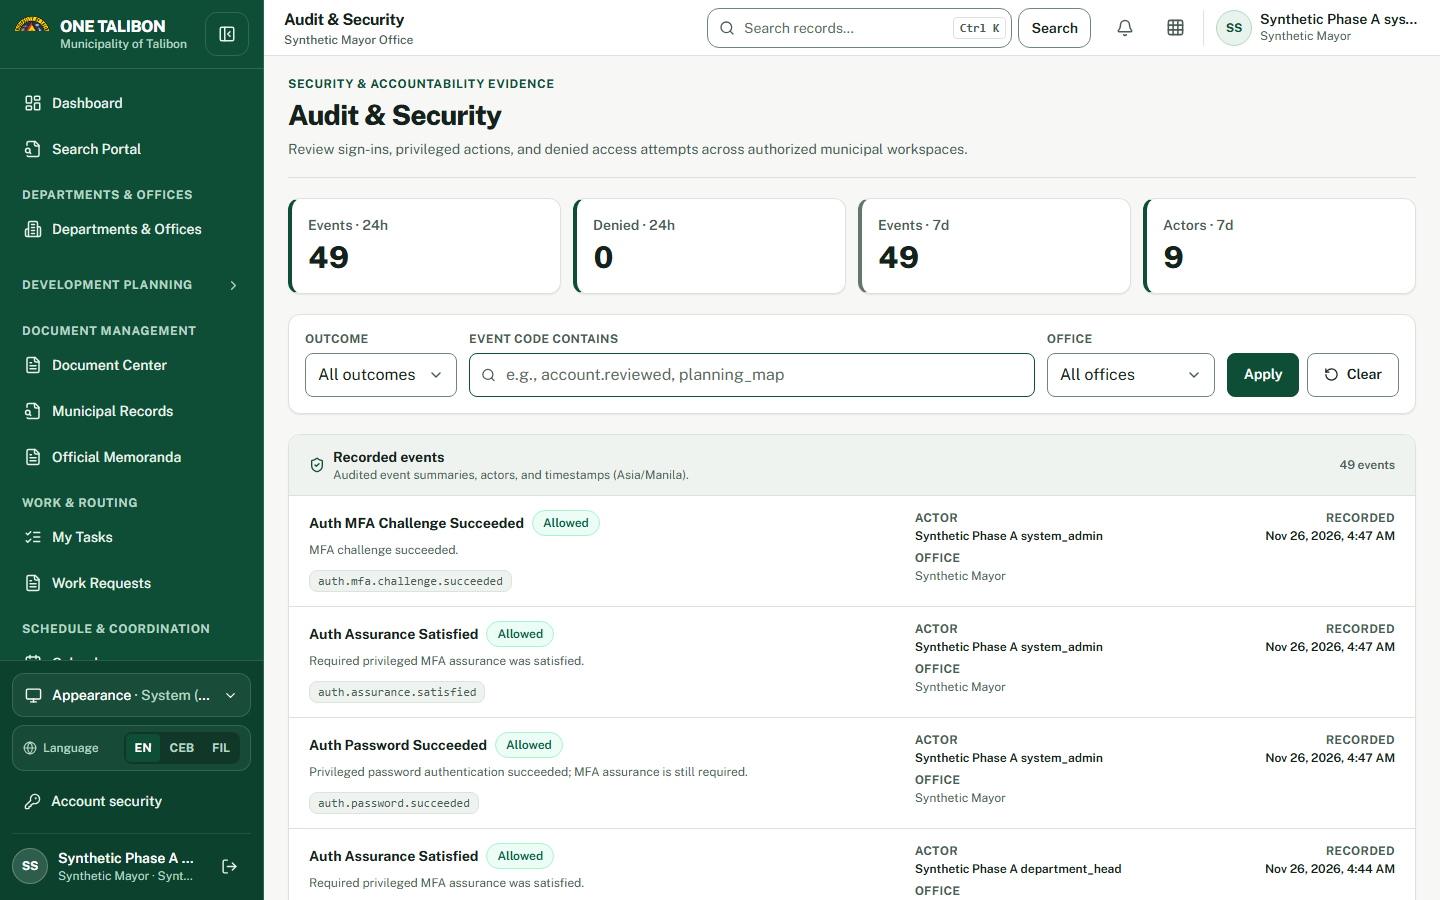 ONE TALIBON
Municipality of Talibon
Dashboard
Search Portal
DEPARTMENTS & OFFICES
Departments & Offices
DEVELOPMENT PLANNING
DOCUMENT MANAGEMENT
Document Center
Municipal Records
Official Memoranda
WORK & ROUTING
My Tasks
Work Requests
SCHEDULE & COORDINATION
Appearance · System (...
Language EN CEB FIL
Account security
SS
Synthetic Phase A ...
Synthetic Mayor · Synt...
Audit & Security
Synthetic Mayor Office
Search records...
Ctrl K
Search
SS
Synthetic Phase A sys...
Synthetic Mayor
SECURITY & ACCOUNTABILITY EVIDENCE
Audit & Security
Review sign-ins, privileged actions, and denied access attempts across authorized municipal workspaces.
Events · 24h
49
Denied · 24h
0
Events · 7d
49
Actors · 7d
9
OUTCOME
All outcomes
EVENT CODE CONTAINS
e.g., account.reviewed, planning_map
OFFICE
All offices
Apply
Clear
Recorded events
Audited event summaries, actors, and timestamps (Asia/Manila).
49 events
Auth MFA Challenge Succeeded Allowed
MFA challenge succeeded.
auth.mfa.challenge.succeeded
ACTOR
Synthetic Phase A system_admin
OFFICE
Synthetic Mayor
RECORDED
Nov 26, 2026, 4:47 AM
Auth Assurance Satisfied Allowed
Required privileged MFA assurance was satisfied.
auth.assurance.satisfied
ACTOR
Synthetic Phase A system_admin
OFFICE
Synthetic Mayor
RECORDED
Nov 26, 2026, 4:47 AM
Auth Password Succeeded Allowed
Privileged password authentication succeeded; MFA assurance is still required.
auth.password.succeeded
ACTOR
Synthetic Phase A system_admin
OFFICE
Synthetic Mayor
RECORDED
Nov 26, 2026, 4:47 AM
Auth Assurance Satisfied Allowed
Required privileged MFA assurance was satisfied.
ACTOR
Synthetic Phase A department_head
OFFICE
RECORDED
Nov 26, 2026, 4:44 AM